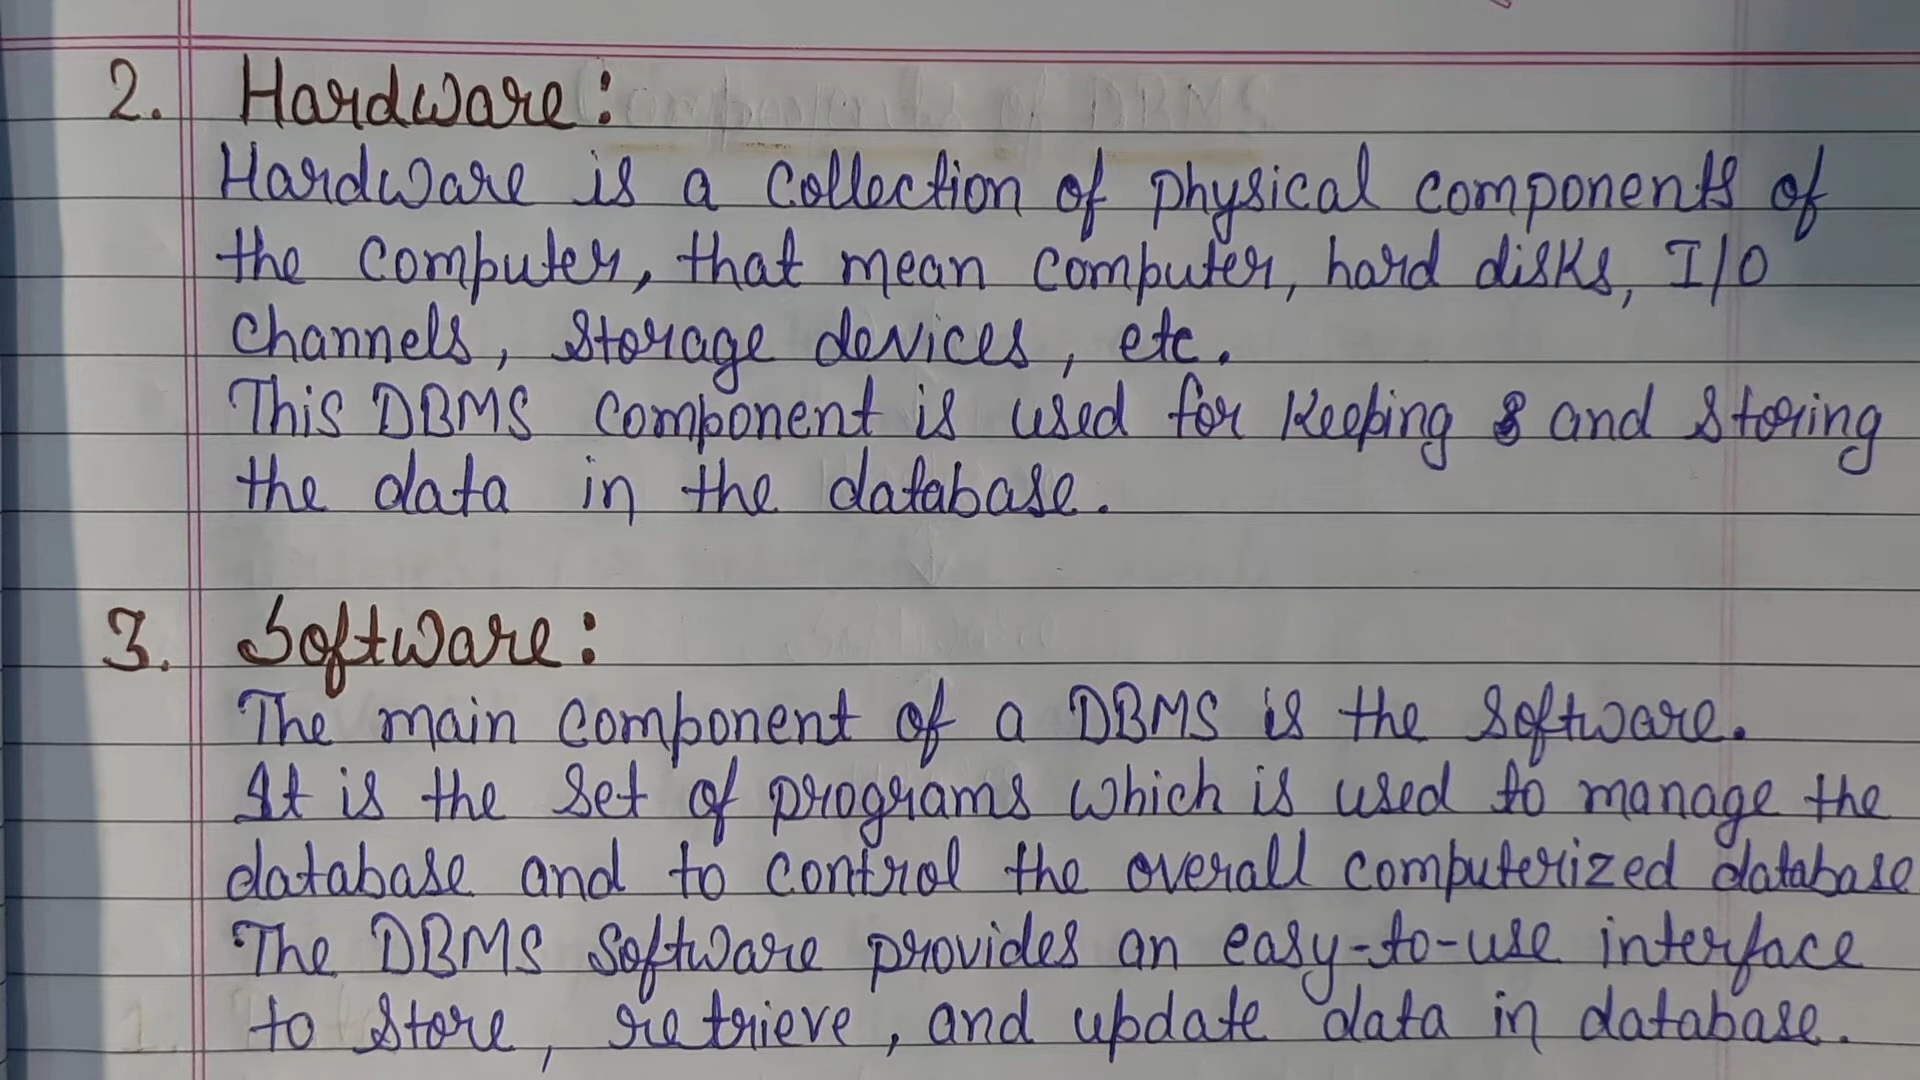 2. Hardware:
Hardware is a collection of physical components of
the computer, that mean computer, hard disks, I/O
channels, storage devices, etc.
This DBMS component is used for keeping and storing
the data in the database.
3. Software:
The main component of a DBMS is the software.
It is the set of programs which is used to manage the
database and to control the overall computerized database
The DBMS software provides an easy-to-use interface
to store, retrieve, and update data in database.